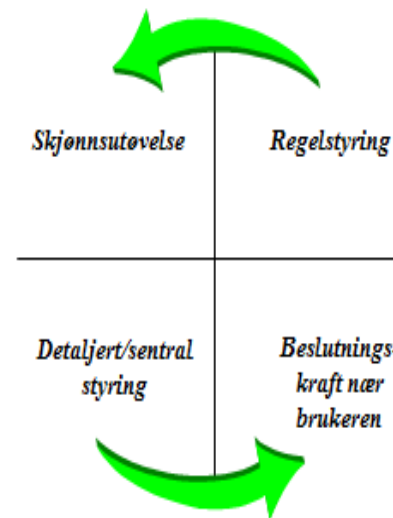 Skjønnsutøvelse
Regelstyring
Detaljert/sentral
styring
Beslutnings-
kraft nær
brukeren